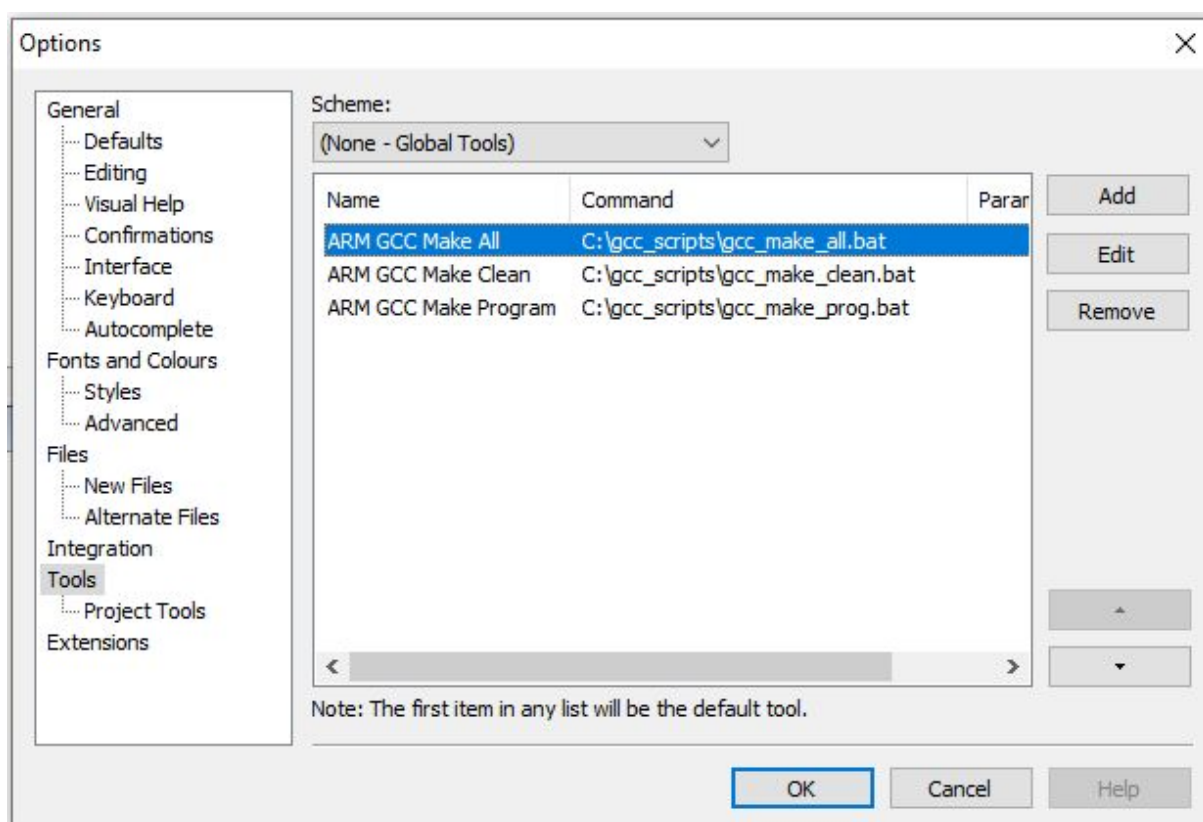 Options
General
Defaults
Editing
Visual Help
Confirmations
Interface
Keyboard
Autocomplete
Fonts and Colours
Styles
Advanced
Files
New Files
Alternate Files
Integration
Tools
Project Tools
Extensions
Scheme:
(None - Global Tools)
Name Command Parar
ARM GCC Make All C:\gcc_scripts\gcc_make_all.bat
ARM GCC Make Clean C:\gcc_scripts\gcc_make_clean.bat
ARM GCC Make Program C:\gcc_scripts\gcc_make_prog.bat
Note: The first item in any list will be the default tool.
Add
Edit
Remove
OK Cancel Help